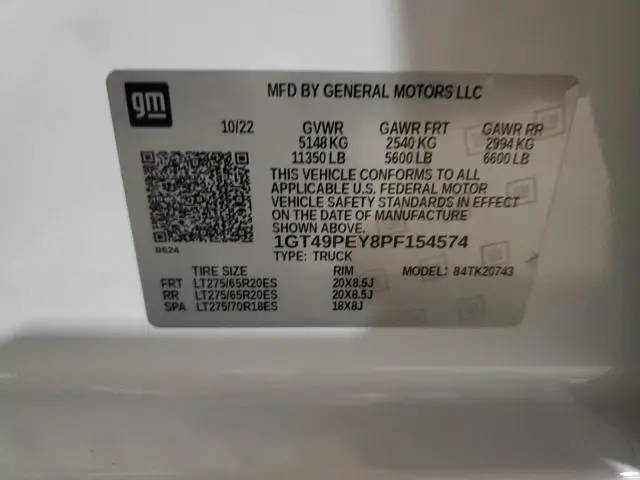 gm
MFD BY GENERAL MOTORS LLC
10/22 GVWR GAWR FRT GAWR RR
5148 KG 2540 KG 2994 KG
11350 LB 5600 LB 6600 LB
THIS VEHICLE CONFORMS TO ALL
APPLICABLE U.S. FEDERAL MOTOR
VEHICLE SAFETY STANDARDS IN EFFECT
ON THE DATE OF MANUFACTURE
SHOWN ABOVE.
8624
1GT49PEY8PF154574
TYPE: TRUCK
TIRE SIZE RIM MODEL: 84TK20743
FRT LT275/65R20ES 20X8.5J
RR LT275/65R20ES 20X8.5J
SPA LT275/70R18ES 18X8J